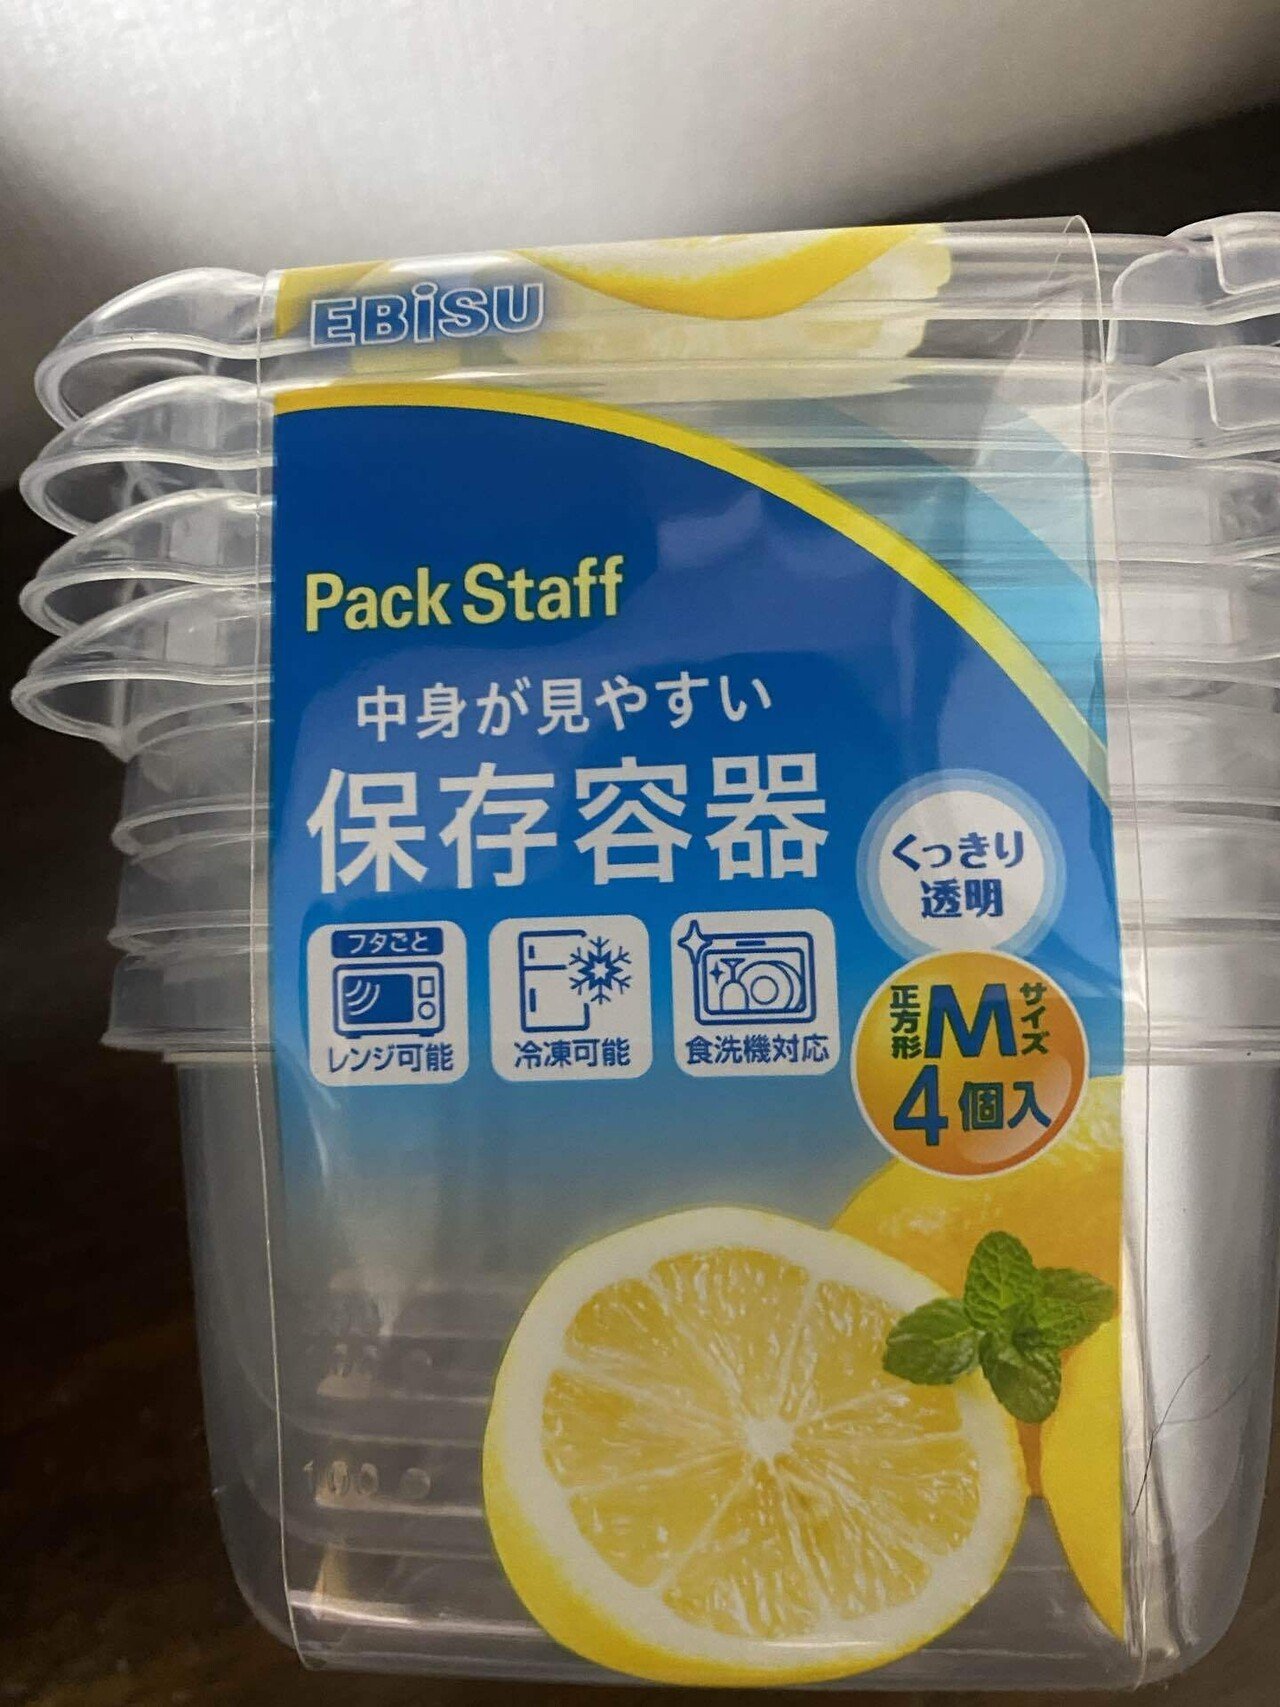 EBiSU
Pack Staff
中身が見やすい
保存容器
くっきり
透明
フタごと
レンジ可能
冷凍可能
食洗機対応
正方形
M
サイズ
4個入
100